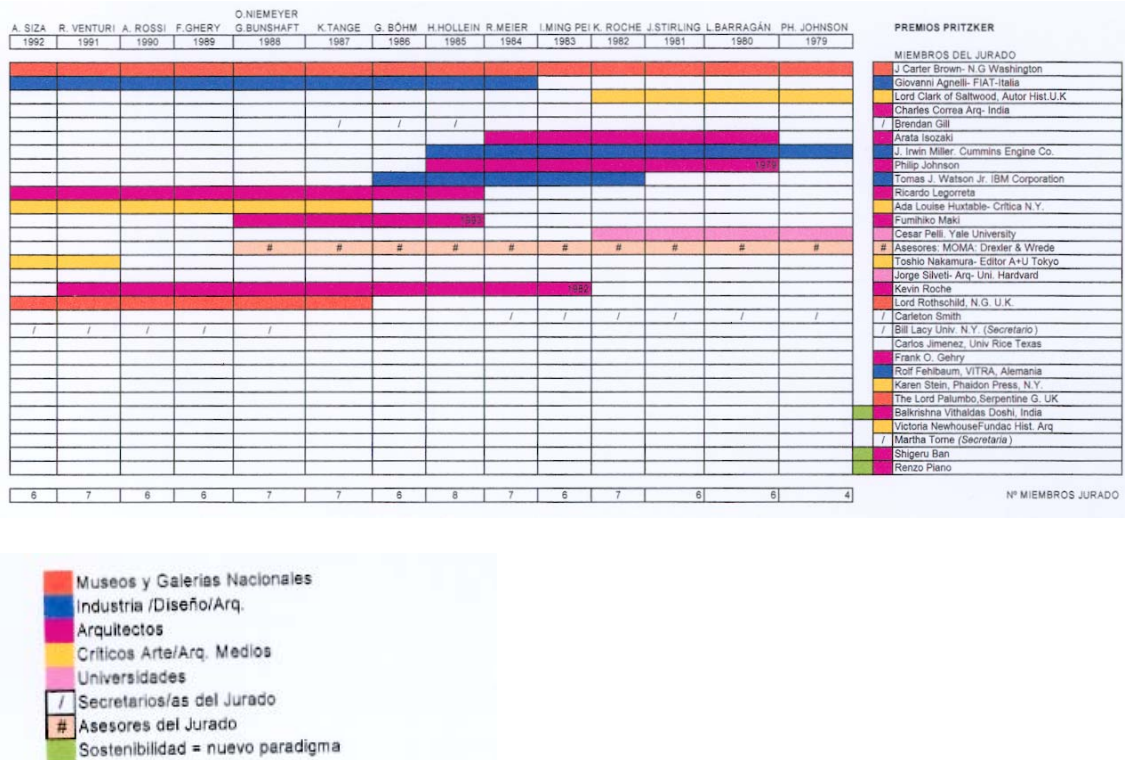 O.NIEMEYER
A. SIZA R. VENTURI A. ROSSI F.GHERY G.BUNSHAFT K.TANGE G. BÖHM H.HOLLEIN R.MEIER I.MING PEI K. ROCHE J.STIRLING L.BARRAGÁN PH. JOHNSON PREMIOS PRITZKER
1992 1991 1990 1989 1988 1987 1986 1985 1984 1983 1982 1981 1980 1979
MIEMBROS DEL JURADO
J Carter Brown- N.G Washington
Giovanni Agnelli- FIAT-Italia
Lord Clark of Saltwood, Autor Hist.U.K
Charles Correa Arq- India
/ / / / Brendan Gill
Arata Isozaki
J. Irwin Miller. Cummins Engine Co.
1979 Philip Johnson
Tomas J. Watson Jr. IBM Corporation
Ricardo Legorreta
Ada Louise Huxtable- Crítica N.Y.
1993 Fumihiko Maki
Cesar Pelli. Yale University
# # # # # # # # # # # Asesores: MOMA: Drexler & Wrede
Toshio Nakamura- Editor A+U Tokyo
Jorge Silveti- Arq- Uni. Hardvard
1982 Kevin Roche
Lord Rothschild, N.G. U.K.
/ / / / / / / Carleton Smith
/ / / / / / Bill Lacy Univ. N.Y. (Secretario)
Carlos Jimenez, Univ Rice Texas
Frank O. Gehry
Rolf Fehlbaum, VITRA, Alemania
Karen Stein, Phaidon Press, N.Y.
The Lord Palumbo,Serpentine G. UK
Balkrishna Vithaldas Doshi, India
Victoria NewhouseFundac Hist. Arq
/ Martha Torne (Secretaria)
Shigeru Ban
Renzo Piano
6 7 6 6 7 7 6 8 7 6 7 6 6 4 Nº MIEMBROS JURADO
Museos y Galerias Nacionales
Industria /Diseño/Arq.
Arquitectos
Críticos Arte/Arq. Medios
Universidades
/ Secretarios/as del Jurado
# Asesores del Jurado
Sostenibilidad = nuevo paradigma